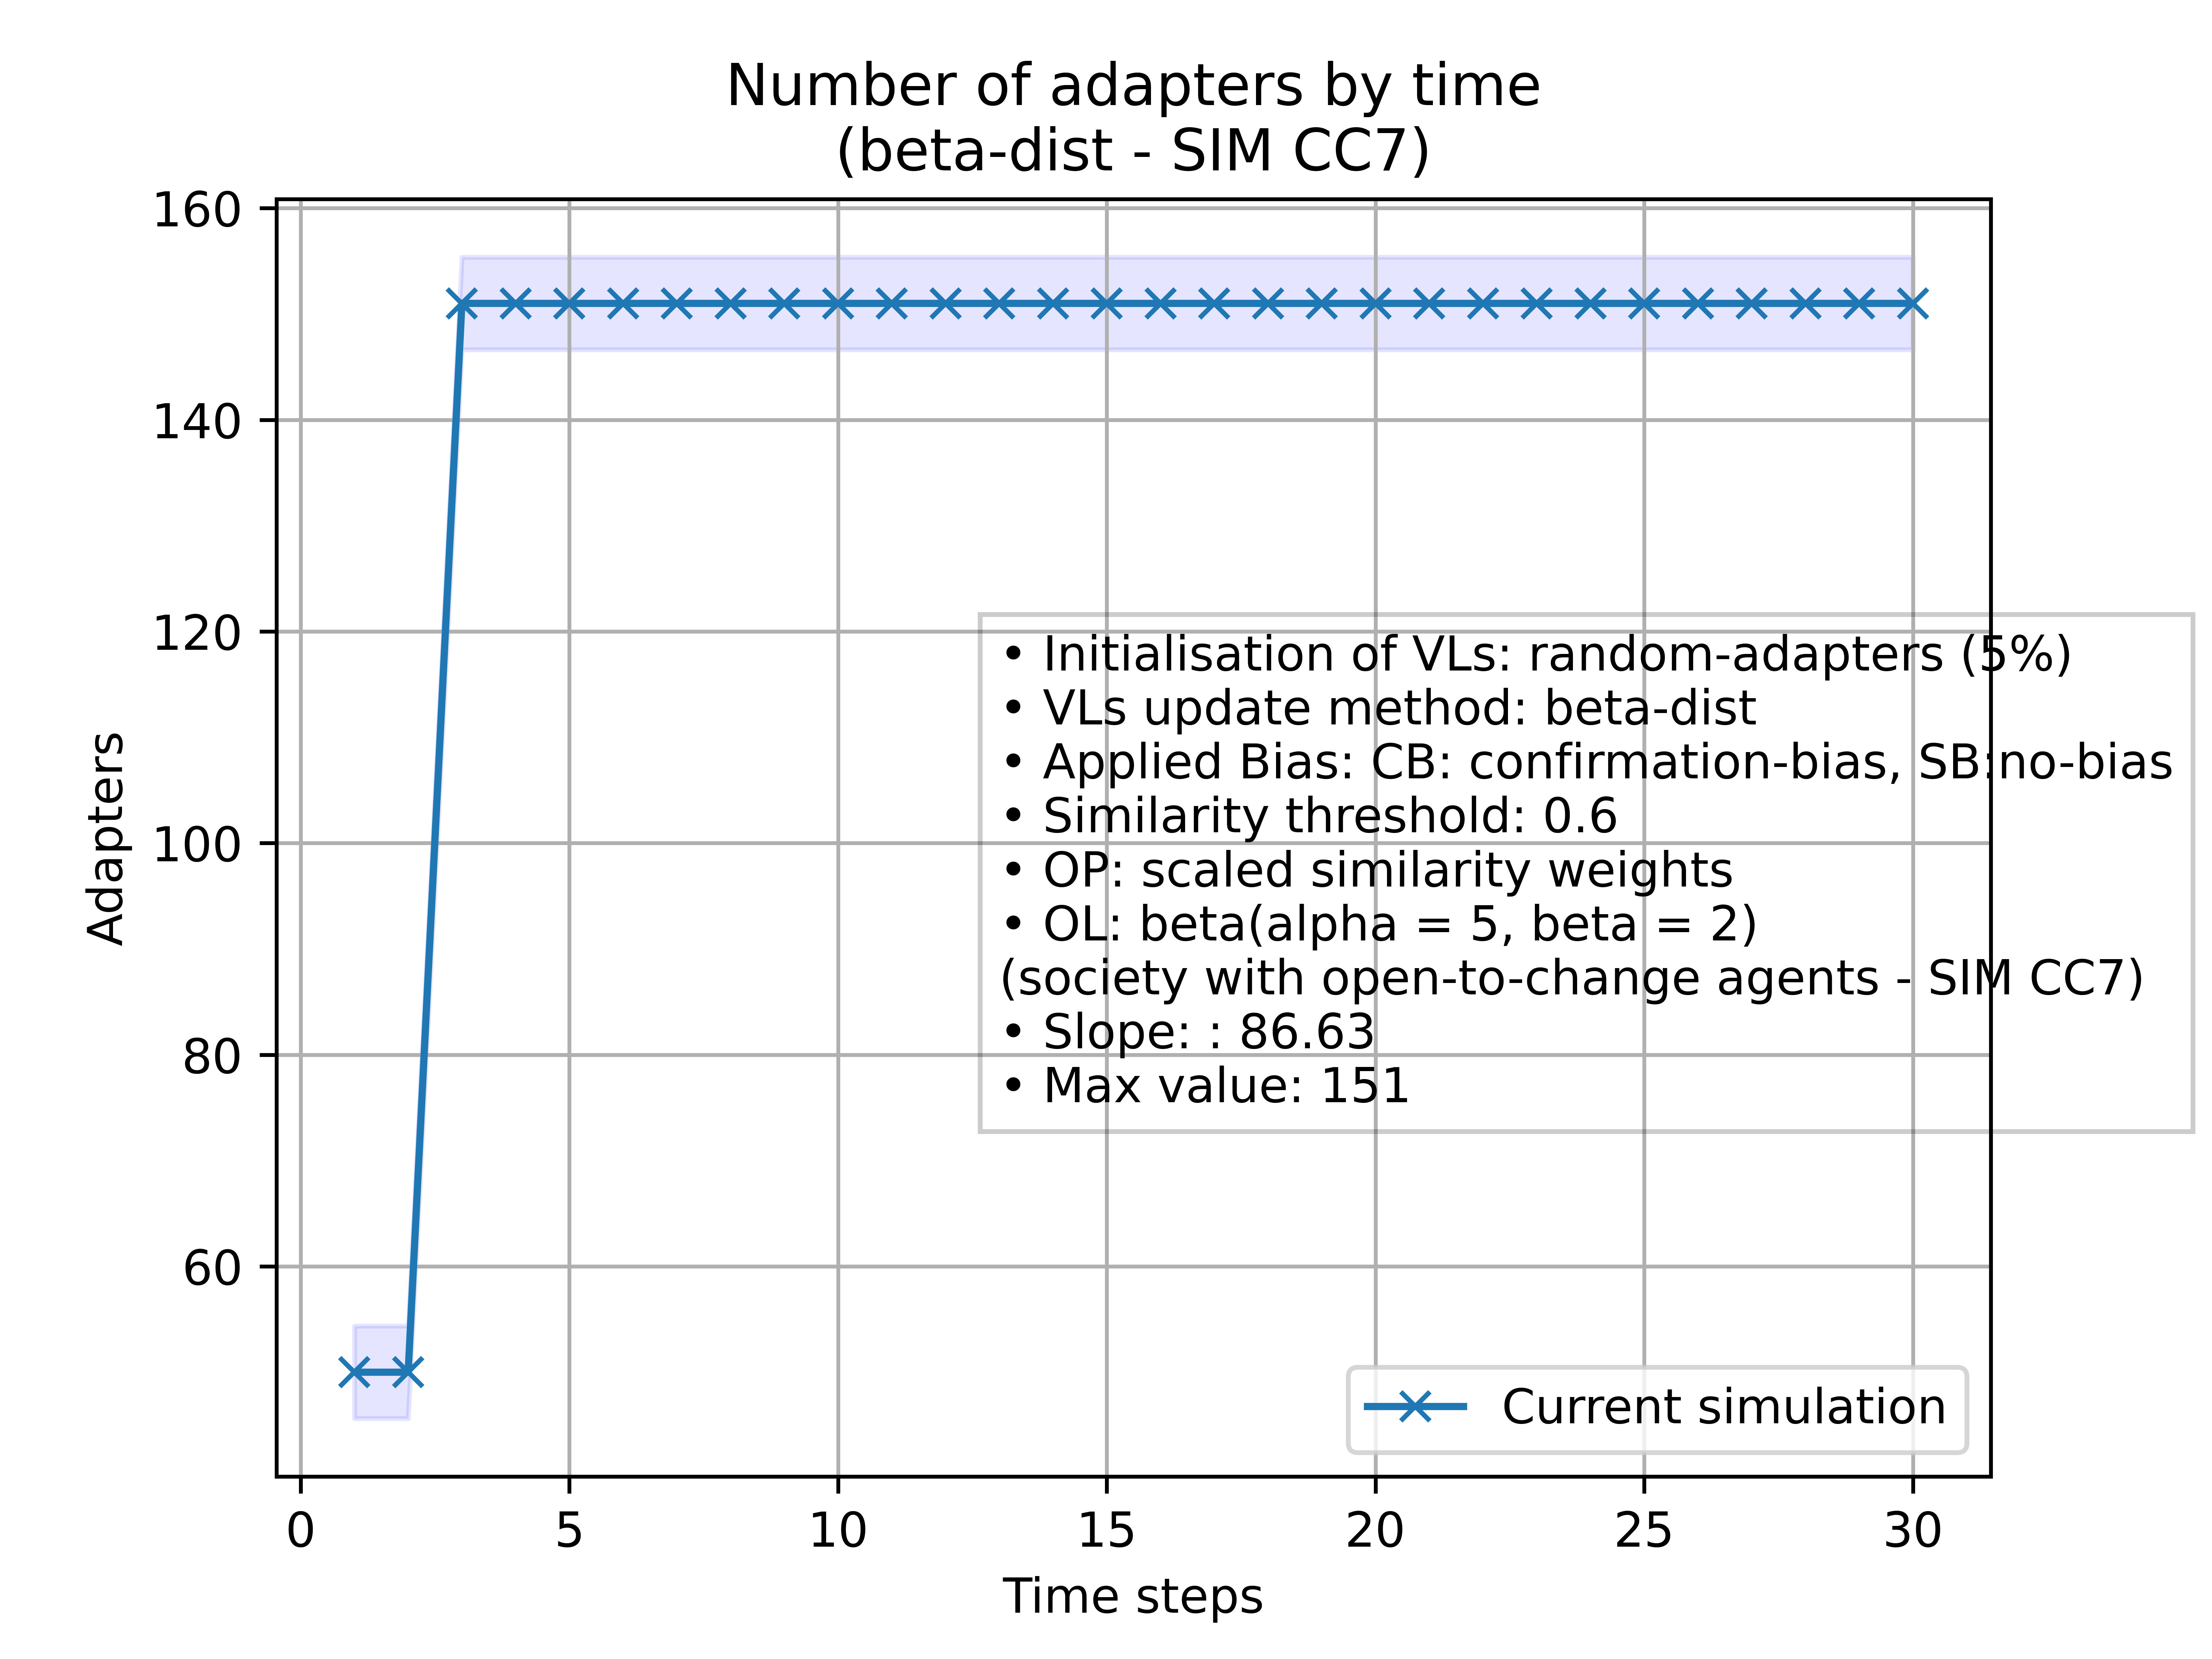 Number of adapters by time
(beta-dist - SIM CC7)
160
140
120
100
80
60
Adapters
• Initialisation of VLs: random-adapters (5%)
• VLs update method: beta-dist
• Applied Bias: CB: confirmation-bias, SB:no-bias
• Similarity threshold: 0.6
• OP: scaled similarity weights
• OL: beta(alpha = 5, beta = 2)
(society with open-to-change agents - SIM CC7)
• Slope: : 86.63
• Max value: 151
Current simulation
0 5 10 15 20 25 30
Time steps